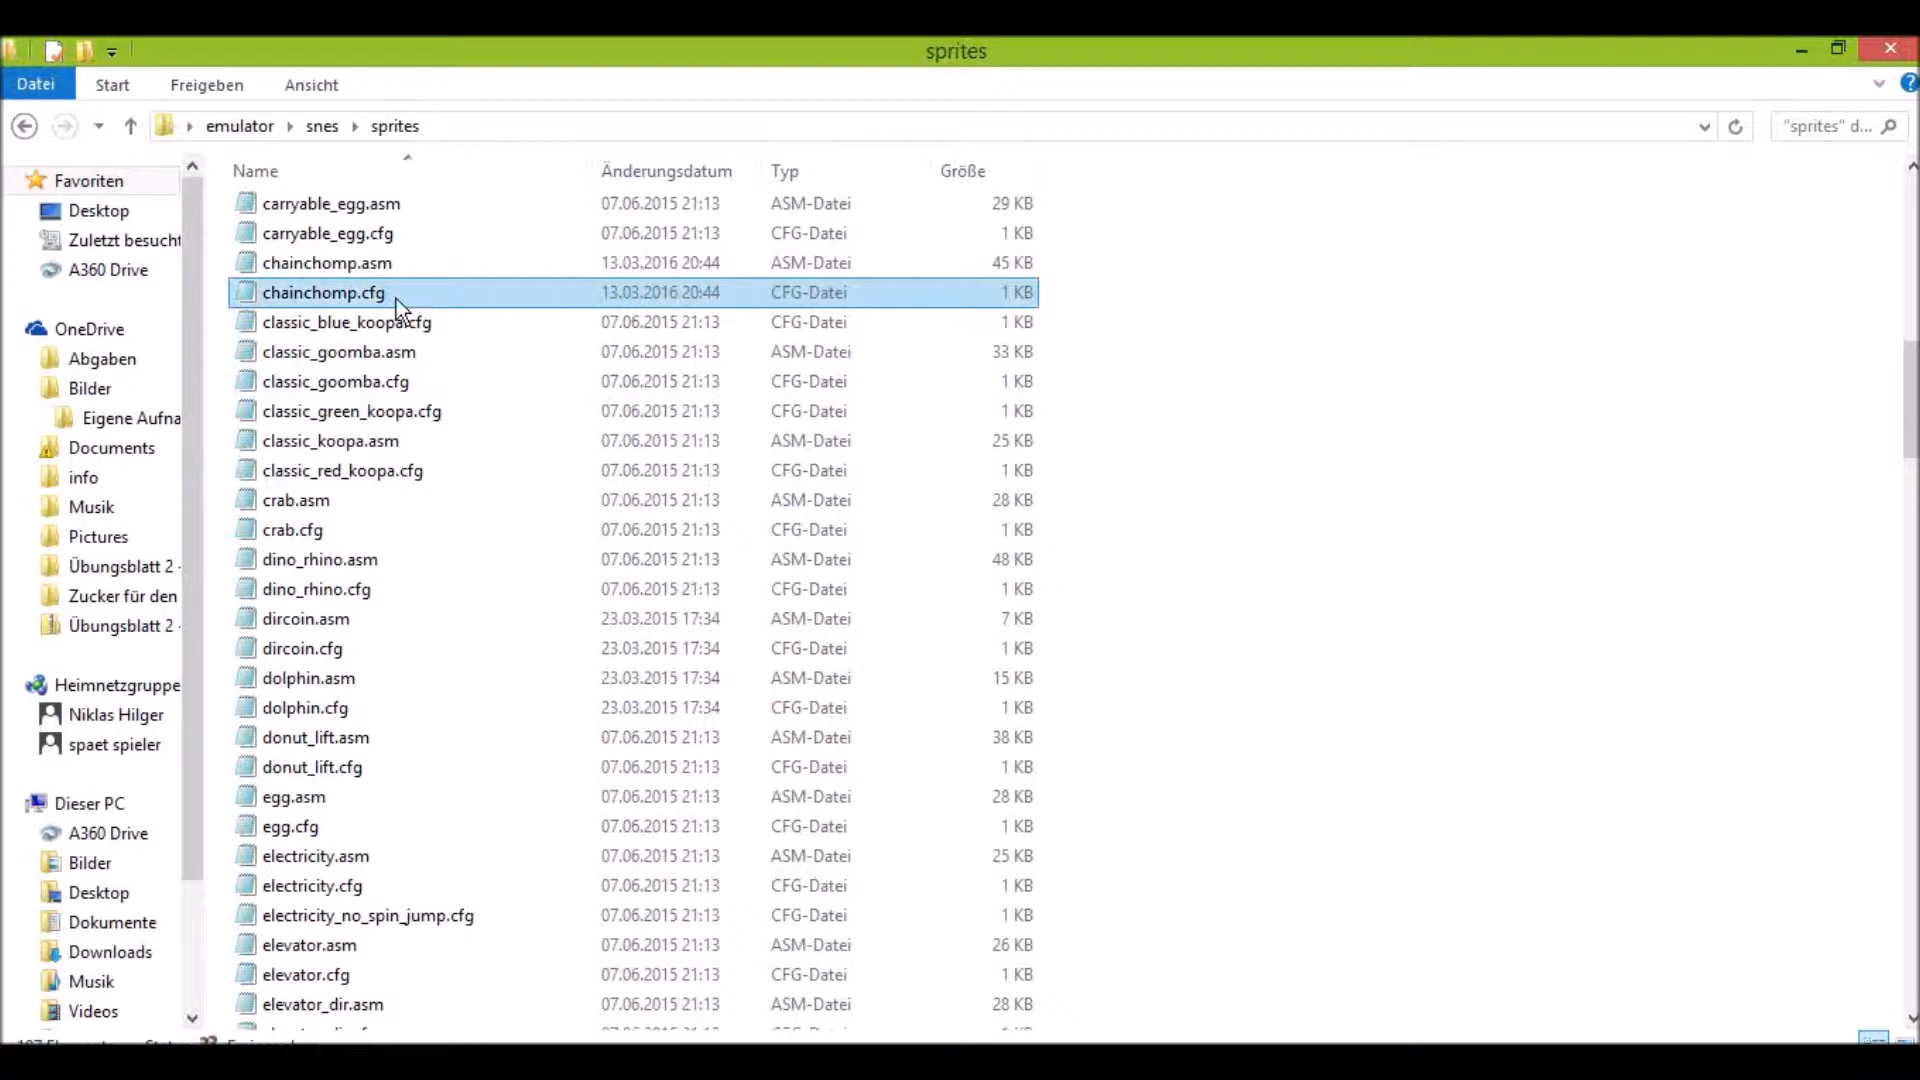 sprites
Datei Start Freigeben Ansicht
emulator snes sprites "sprites" d...
Name Änderungsdatum Typ Größe
Favoriten
Desktop
Zuletzt besucht
A360 Drive
OneDrive
Abgaben
Bilder
Eigene Aufna
Documents
info
Musik
Pictures
Übungsblatt 2 -
Zucker für den
Übungsblatt 2 -
Heimnetzgruppe
Niklas Hilger
spaet spieler
Dieser PC
A360 Drive
Bilder
Desktop
Dokumente
Downloads
Musik
Videos
carryable_egg.asm 07.06.2015 21:13 ASM-Datei 29 KB
carryable_egg.cfg 07.06.2015 21:13 CFG-Datei 1 KB
chainchomp.asm 13.03.2016 20:44 ASM-Datei 45 KB
chainchomp.cfg 13.03.2016 20:44 CFG-Datei 1 KB
classic_blue_koopa.cfg 07.06.2015 21:13 CFG-Datei 1 KB
classic_goomba.asm 07.06.2015 21:13 ASM-Datei 33 KB
classic_goomba.cfg 07.06.2015 21:13 CFG-Datei 1 KB
classic_green_koopa.cfg 07.06.2015 21:13 CFG-Datei 1 KB
classic_koopa.asm 07.06.2015 21:13 ASM-Datei 25 KB
classic_red_koopa.cfg 07.06.2015 21:13 CFG-Datei 1 KB
crab.asm 07.06.2015 21:13 ASM-Datei 28 KB
crab.cfg 07.06.2015 21:13 CFG-Datei 1 KB
dino_rhino.asm 07.06.2015 21:13 ASM-Datei 48 KB
dino_rhino.cfg 07.06.2015 21:13 CFG-Datei 1 KB
dircoin.asm 23.03.2015 17:34 ASM-Datei 7 KB
dircoin.cfg 23.03.2015 17:34 CFG-Datei 1 KB
dolphin.asm 23.03.2015 17:34 ASM-Datei 15 KB
dolphin.cfg 23.03.2015 17:34 CFG-Datei 1 KB
donut_lift.asm 07.06.2015 21:13 ASM-Datei 38 KB
donut_lift.cfg 07.06.2015 21:13 CFG-Datei 1 KB
egg.asm 07.06.2015 21:13 ASM-Datei 28 KB
egg.cfg 07.06.2015 21:13 CFG-Datei 1 KB
electricity.asm 07.06.2015 21:13 ASM-Datei 25 KB
electricity.cfg 07.06.2015 21:13 CFG-Datei 1 KB
electricity_no_spin_jump.cfg 07.06.2015 21:13 CFG-Datei 1 KB
elevator.asm 07.06.2015 21:13 ASM-Datei 26 KB
elevator.cfg 07.06.2015 21:13 CFG-Datei 1 KB
elevator_dir.asm 07.06.2015 21:13 ASM-Datei 28 KB